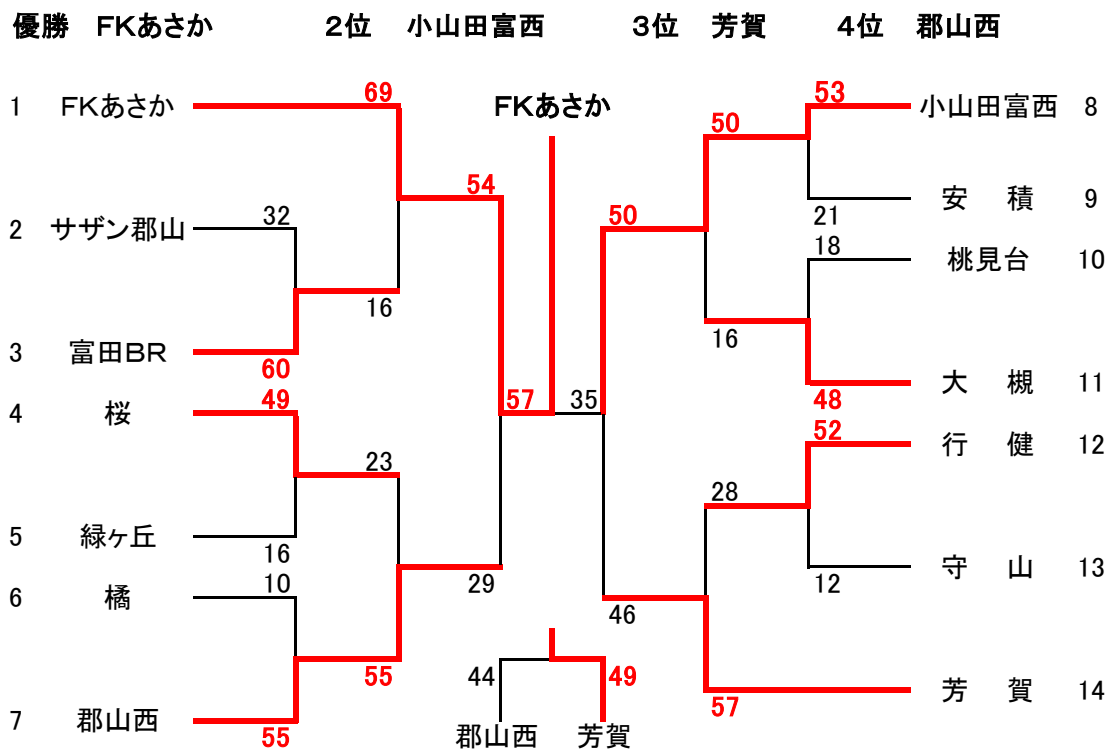 優勝　FKあさか　2位　小山田富西　3位　芳賀　4位　郡山西
69 FKあさか 53
1 FKあさか 50 小山田富西 8
54 50 安　積 9
32 21
2 サザン郡山 18 桃見台 10
16 16
3 富田BR 60 大　槻 11
49 57 35 48
4 桜 52 行　健 12
23 28
5 緑ヶ丘 16
10 29 12 守　山 13
6 橘 46
55 44 49 57 芳　賀 14
7 郡山西 55 郡山西 芳賀